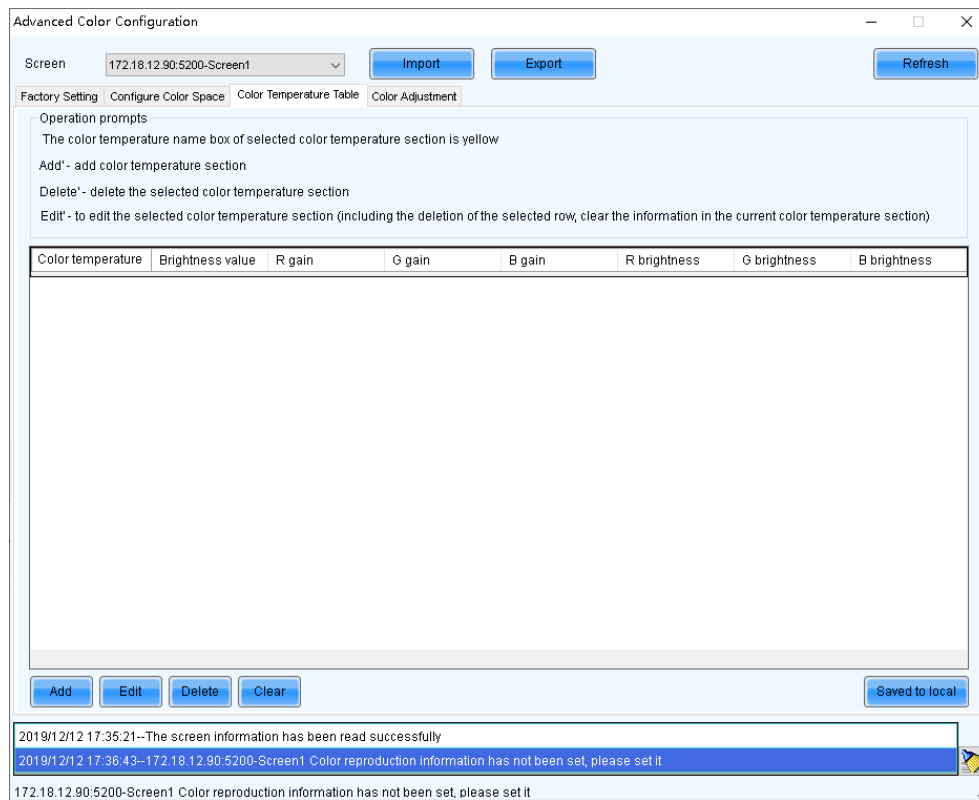 Advanced Color Configuration
Screen 172.18.12.90:5200-Screen1 Import Export Refresh
Factory Setting Configure Color Space Color Temperature Table Color Adjustment
Operation prompts
The color temperature name box of selected color temperature section is yellow
Add' - add color temperature section
Delete' - delete the selected color temperature section
Edit' - to edit the selected color temperature section (including the deletion of the selected row, clear the information in the current color temperature section)
Color temperature Brightness value R gain G gain B gain R brightness G brightness B brightness
Add Edit Delete Clear Saved to local
2019/12/12 17:35:21--The screen information has been read successfully
2019/12/12 17:36:43--172.18.12.90:5200-Screen1 Color reproduction information has not been set, please set it
172.18.12.90:5200-Screen1 Color reproduction information has not been set, please set it